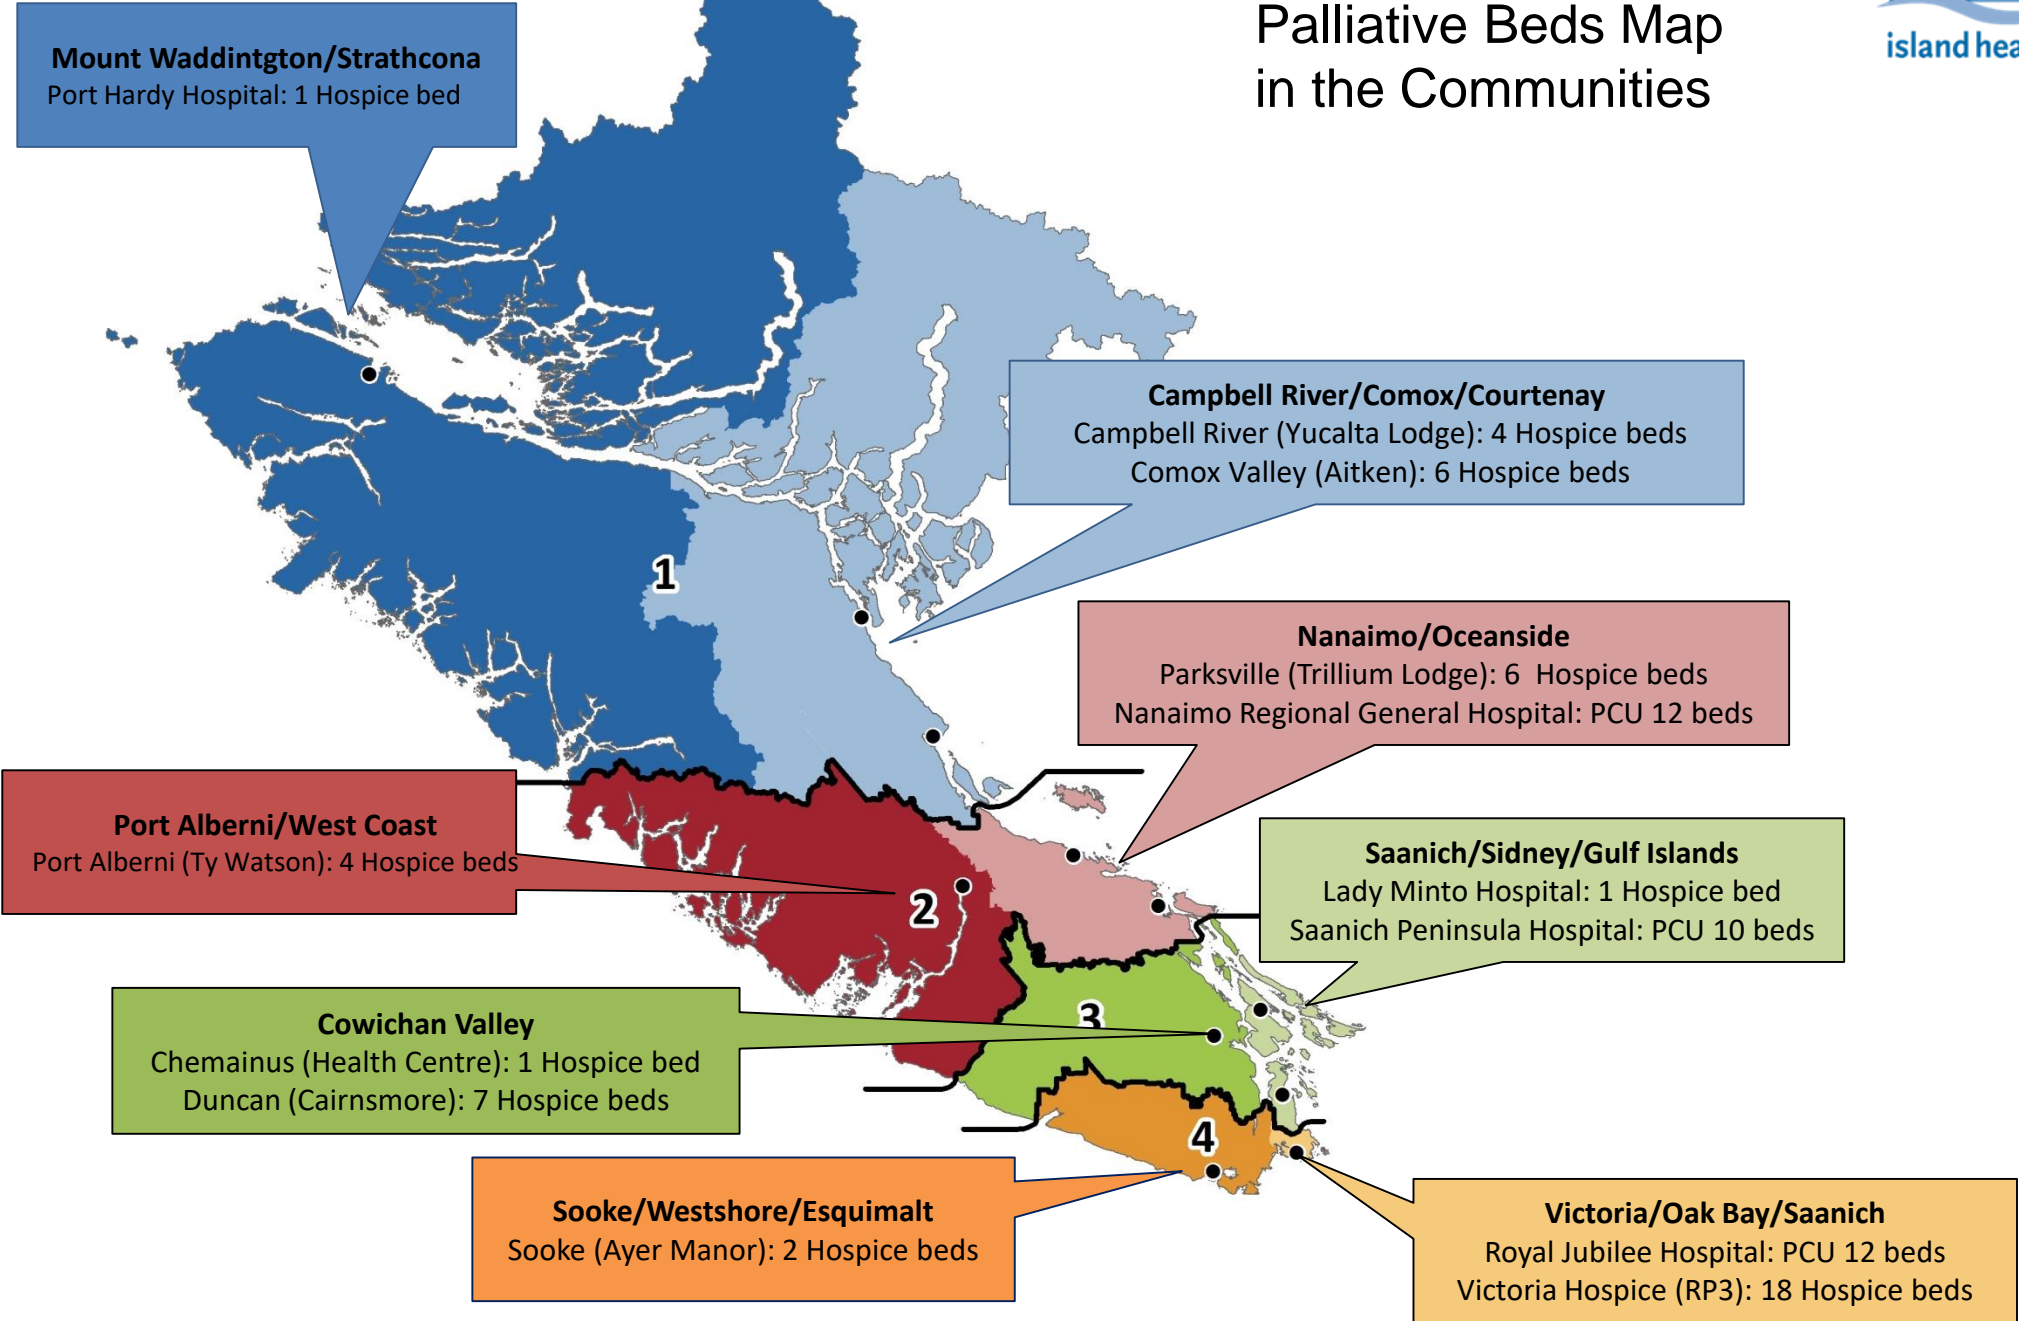 Palliative Beds Map
in the Communities
island hea
Mount Waddintgton/Strathcona
Port Hardy Hospital: 1 Hospice bed
Campbell River/Comox/Courtenay
Campbell River (Yucalta Lodge): 4 Hospice beds
Comox Valley (Aitken): 6 Hospice beds
1
Nanaimo/Oceanside
Parksville (Trillium Lodge): 6 Hospice beds
Nanaimo Regional General Hospital: PCU 12 beds
Port Alberni/West Coast
Port Alberni (Ty Watson): 4 Hospice beds
2
Saanich/Sidney/Gulf Islands
Lady Minto Hospital: 1 Hospice bed
Saanich Peninsula Hospital: PCU 10 beds
Cowichan Valley
Chemainus (Health Centre): 1 Hospice bed
Duncan (Cairnsmore): 7 Hospice beds
3
4
Sooke/Westshore/Esquimalt
Sooke (Ayer Manor): 2 Hospice beds
Victoria/Oak Bay/Saanich
Royal Jubilee Hospital: PCU 12 beds
Victoria Hospice (RP3): 18 Hospice beds